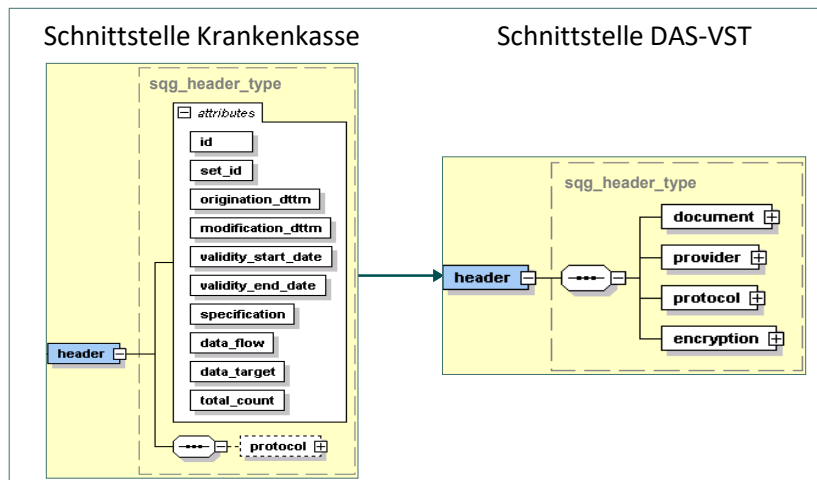 Schnittstelle Krankenkasse
sqg_header_type
attributes
id
set_id
origination_dttm
modification_dttm
validity_start_date
validity_end_date
specification
data_flow
data_target
total_count
header
protocol
Schnittstelle DAS-VST
sqg_header_type
document
provider
header
protocol
encryption